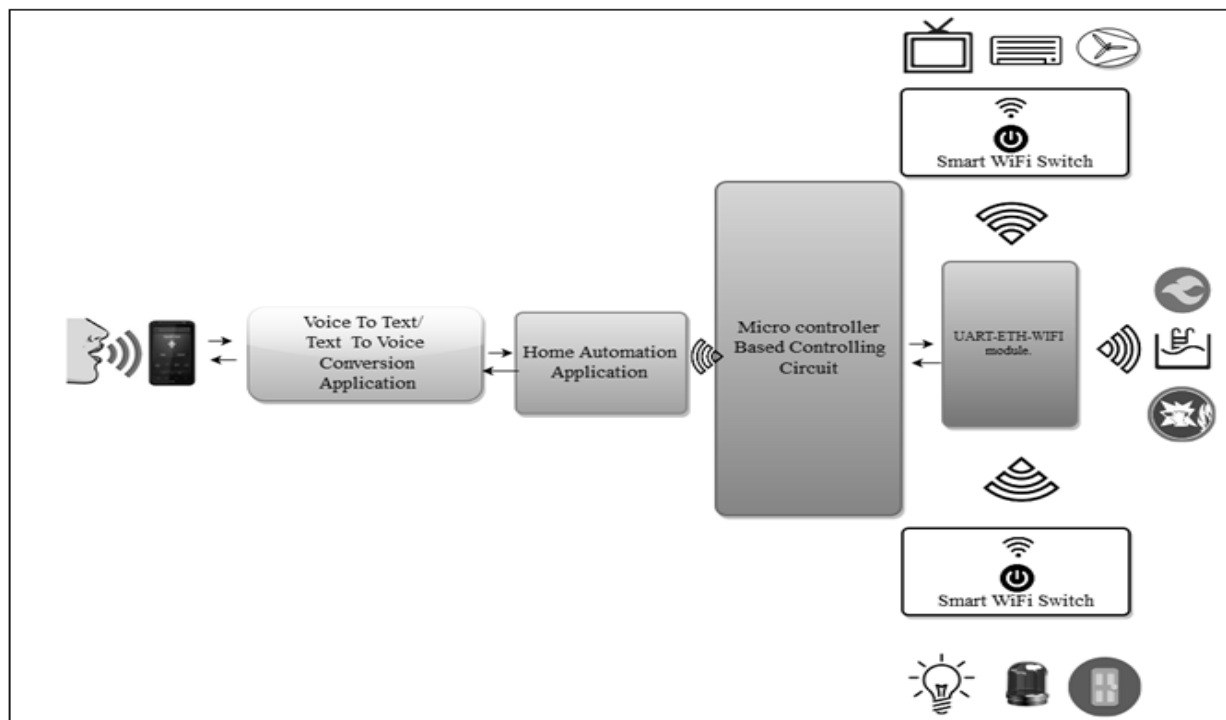 Smart WiFi Switch
Voice To Text/
Text To Voice
Conversion
Application
Home Automation
Application
Micro controller
Based Controlling
Circuit
UART-ETH-WIFI
module.
Smart WiFi Switch